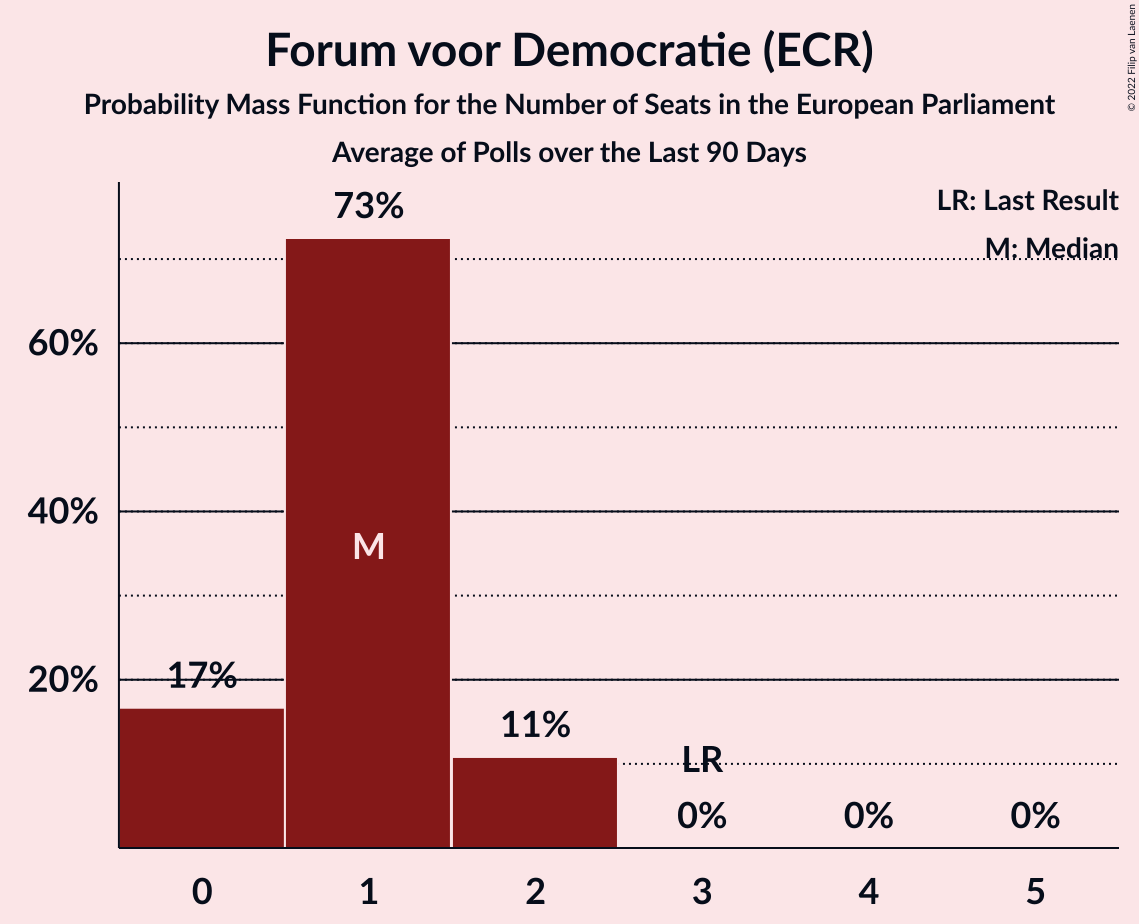 Forum voor Democratie (ECR)
Probability Mass Function for the Number of Seats in the European Parliament
Average of Polls over the Last 90 Days
© 2022 Filip van Laenen
LR: Last Result
M: Median
73%
60%
40%
M
20%
17%
11%
LR
0%
0%
0%
0 1 2 3 4 5